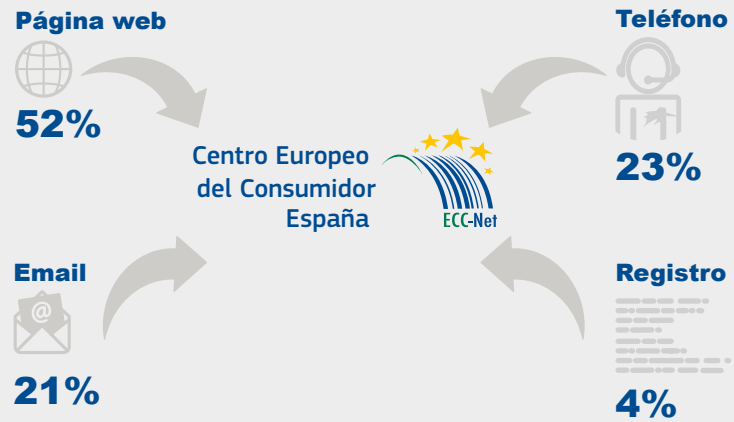 Página web
52%
Teléfono
23%
Centro Europeo
del Consumidor
España
ECC-Net
Email
@
21%
Registro
4%